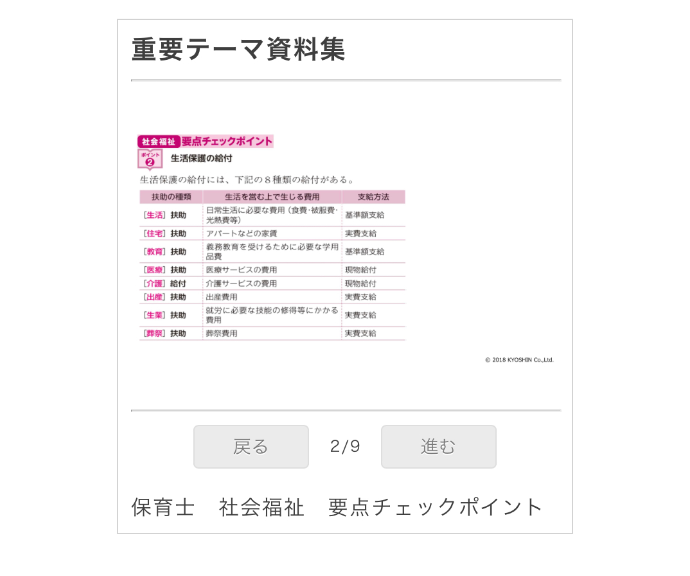 重要テーマ資料集
社会福祉 要点チェックポイント
ポイント
2
生活保護の給付
生活保護の給付には、下記の8種類の給付がある。
扶助の種類 生活を営む上で生じる費用 支給方法
［生活］扶助 日常生活に必要な費用（食費・被服費・光熱費等） 基準額支給
［住宅］扶助 アパートなどの家賃 実費支給
［教育］扶助 義務教育を受けるために必要な学用品費 基準額支給
［医療］扶助 医療サービスの費用 現物給付
［介護］給付 介護サービスの費用 現物給付
［出産］扶助 出産費用 実費支給
［生業］扶助 就労に必要な技能の修得等にかかる費用 実費支給
［葬祭］扶助 葬祭費用 実費支給
© 2018 KYOSHIN Co.,Ltd.
戻る 2/9 進む
保育士　社会福祉　要点チェックポイント